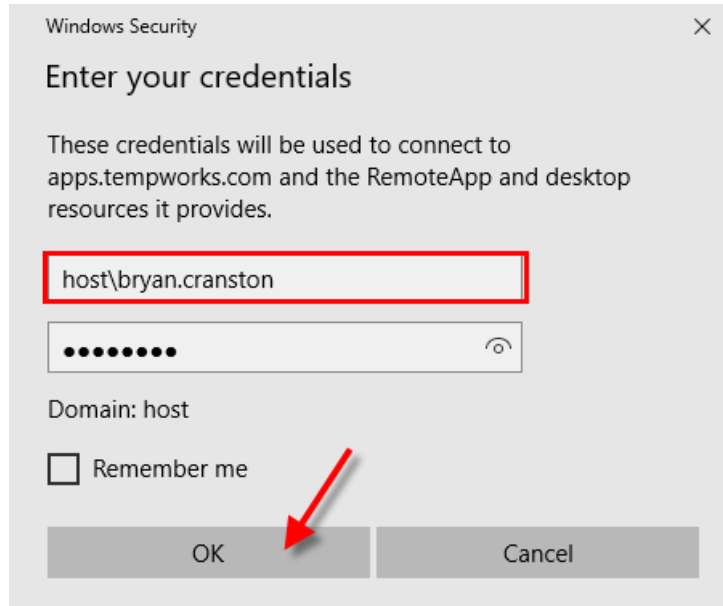 Windows Security
Enter your credentials
These credentials will be used to connect to
apps.tempworks.com and the RemoteApp and desktop
resources it provides.
host\bryan.cranston
●●●●●●●●
Domain: host
Remember me
OK Cancel